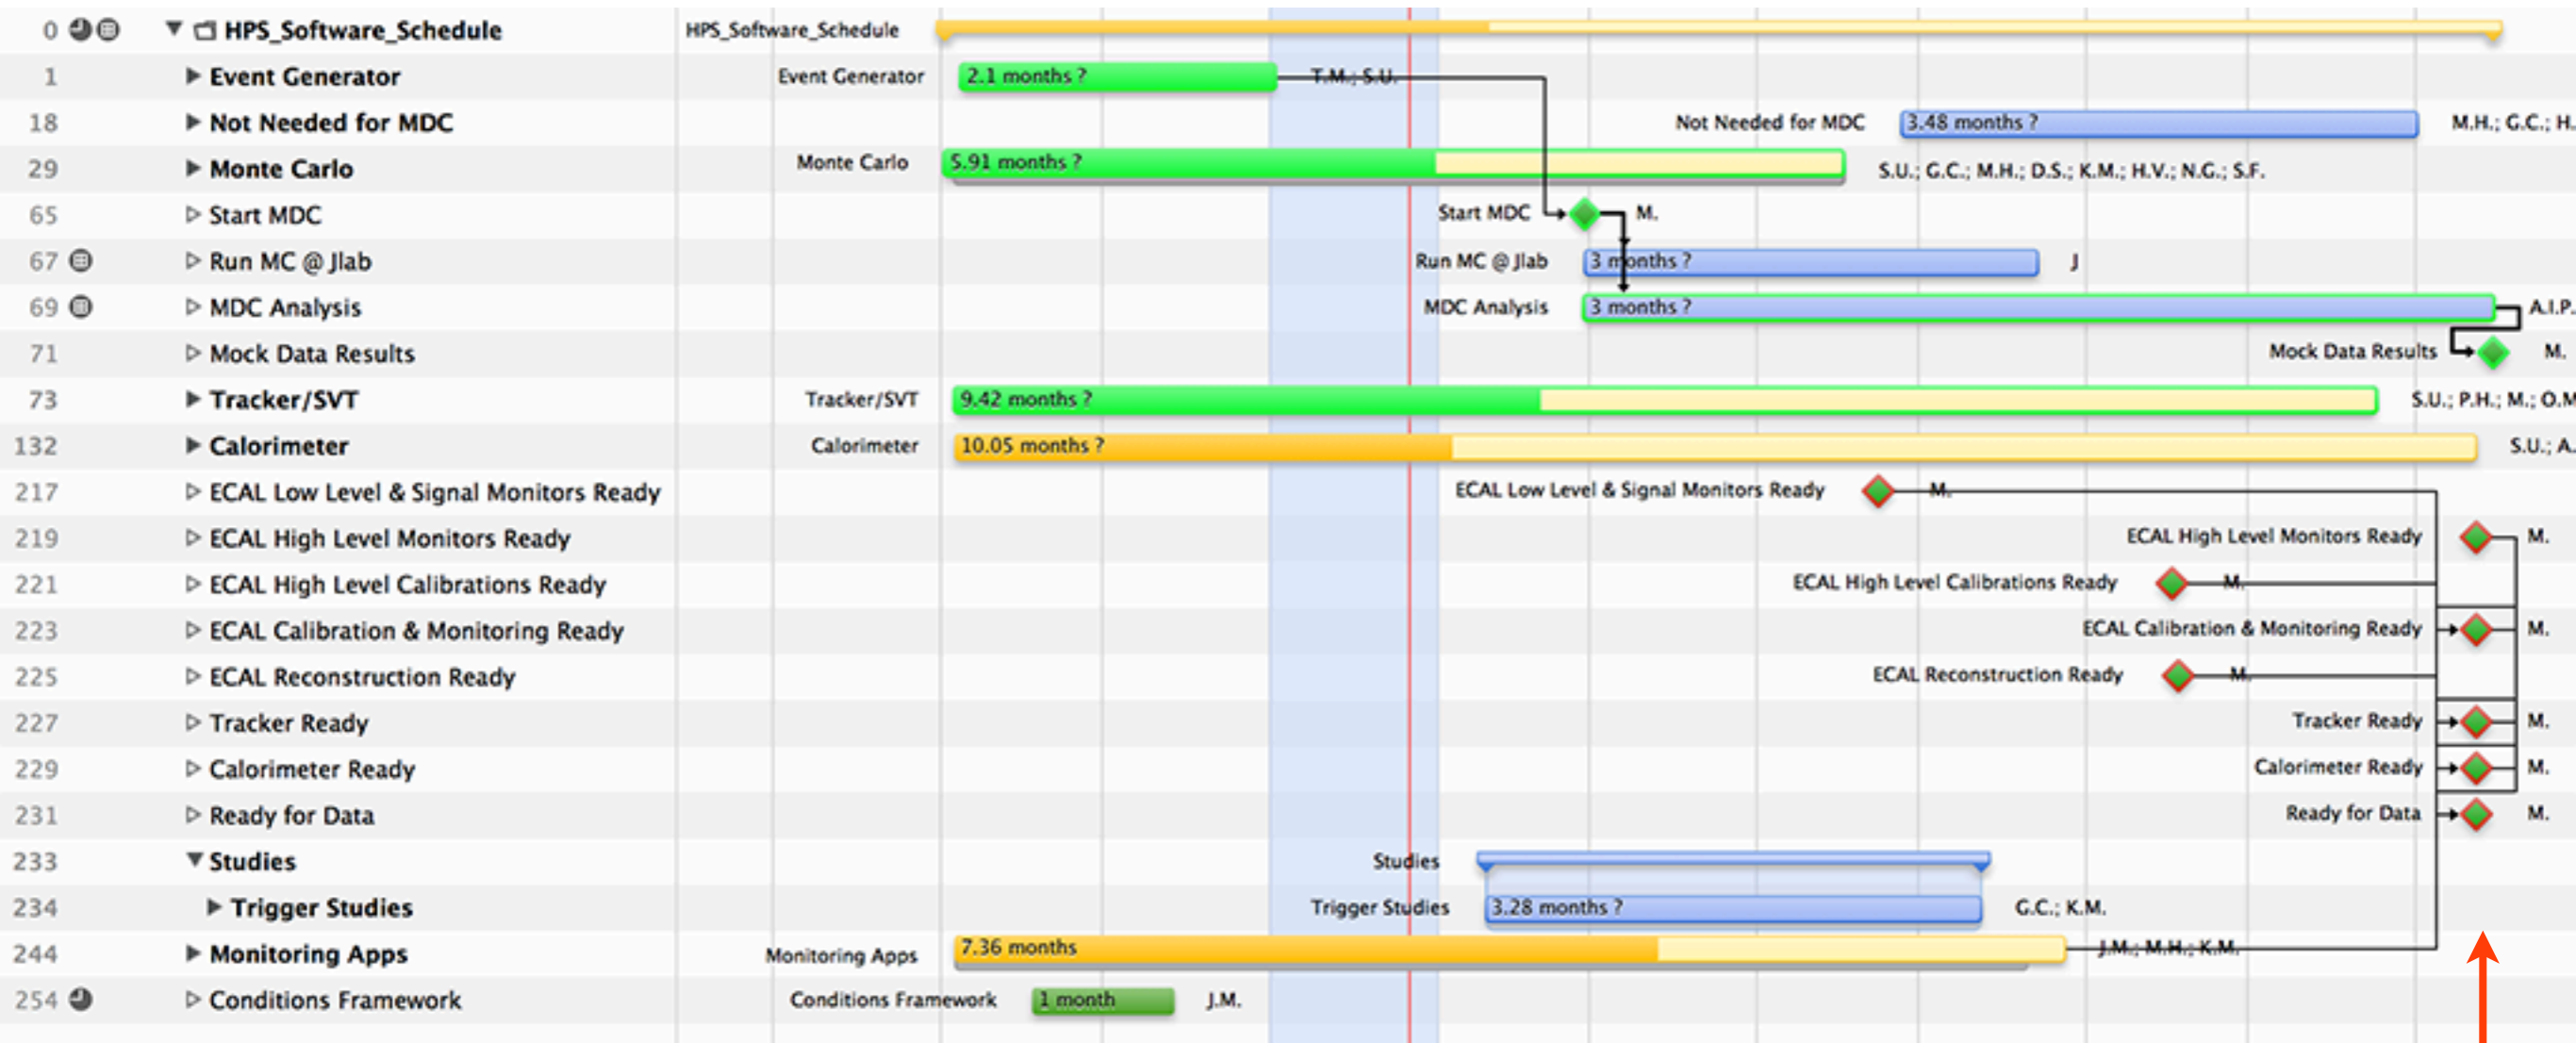 0 HPS_Software_Schedule HPS_Software_Schedule
1 Event Generator Event Generator 2.1 months ? T.M.; S.U.
18 Not Needed for MDC Not Needed for MDC 3.48 months ? M.H.; G.C.; H.
29 Monte Carlo Monte Carlo 5.91 months ? S.U.; G.C.; M.H.; D.S.; K.M.; H.V.; N.G.; S.F.
65 Start MDC Start MDC M.
67 Run MC @ Jlab Run MC @ Jlab 3 months ? J
69 MDC Analysis MDC Analysis 3 months ? A.I.P.
71 Mock Data Results Mock Data Results M.
73 Tracker/SVT Tracker/SVT 9.42 months ? S.U.; P.H.; M.; O.M
132 Calorimeter Calorimeter 10.05 months ? S.U.; A.
217 ECAL Low Level & Signal Monitors Ready ECAL Low Level & Signal Monitors Ready M.
219 ECAL High Level Monitors Ready ECAL High Level Monitors Ready M.
221 ECAL High Level Calibrations Ready ECAL High Level Calibrations Ready M.
223 ECAL Calibration & Monitoring Ready ECAL Calibration & Monitoring Ready M.
225 ECAL Reconstruction Ready ECAL Reconstruction Ready M.
227 Tracker Ready Tracker Ready M.
229 Calorimeter Ready Calorimeter Ready M.
231 Ready for Data Ready for Data M.
233 Studies Studies
234 Trigger Studies Trigger Studies 3.28 months ? G.C.; K.M.
244 Monitoring Apps Monitoring Apps 7.36 months J.M.; M.H.; K.M.
254 Conditions Framework Conditions Framework 1 month J.M.